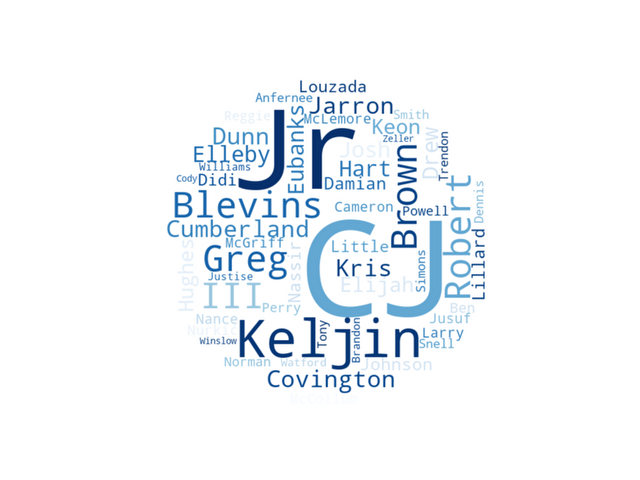 Louzada
Anfernee
Jarron
Reggie
McLemore
Smith
Jr
Eubanks
Keon
Dunn
Drew
Zeller
Trendon
Josh
Elleby
Brown
Williams
Hart
Cody
Didi
Damian
Robert
Dennis
Blevins
Cameron
Powell
Cumberland
CJ
Lillard
McGriff
Little
Hughes
Greg
Nassir
Kris
Simons
Justise
Elijah
III
Perry
Ben
Nance
Jusuf
Nurkic
Keljin
Tony
Brandon
Larry
Winslow
Snell
Norman
Watford
Johnson
Covington